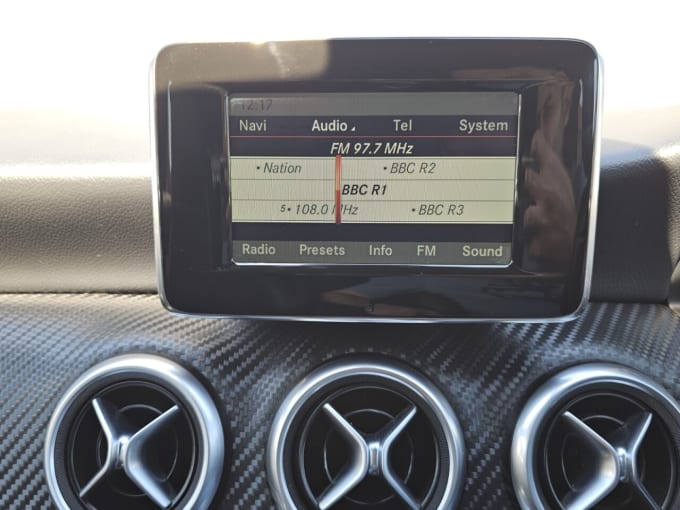 12:17
Navi Audio Tel System
FM 97.7 MHz
• Nation • BBC R2
BBC R1
5• 108.0 MHz • BBC R3
Radio Presets Info FM Sound